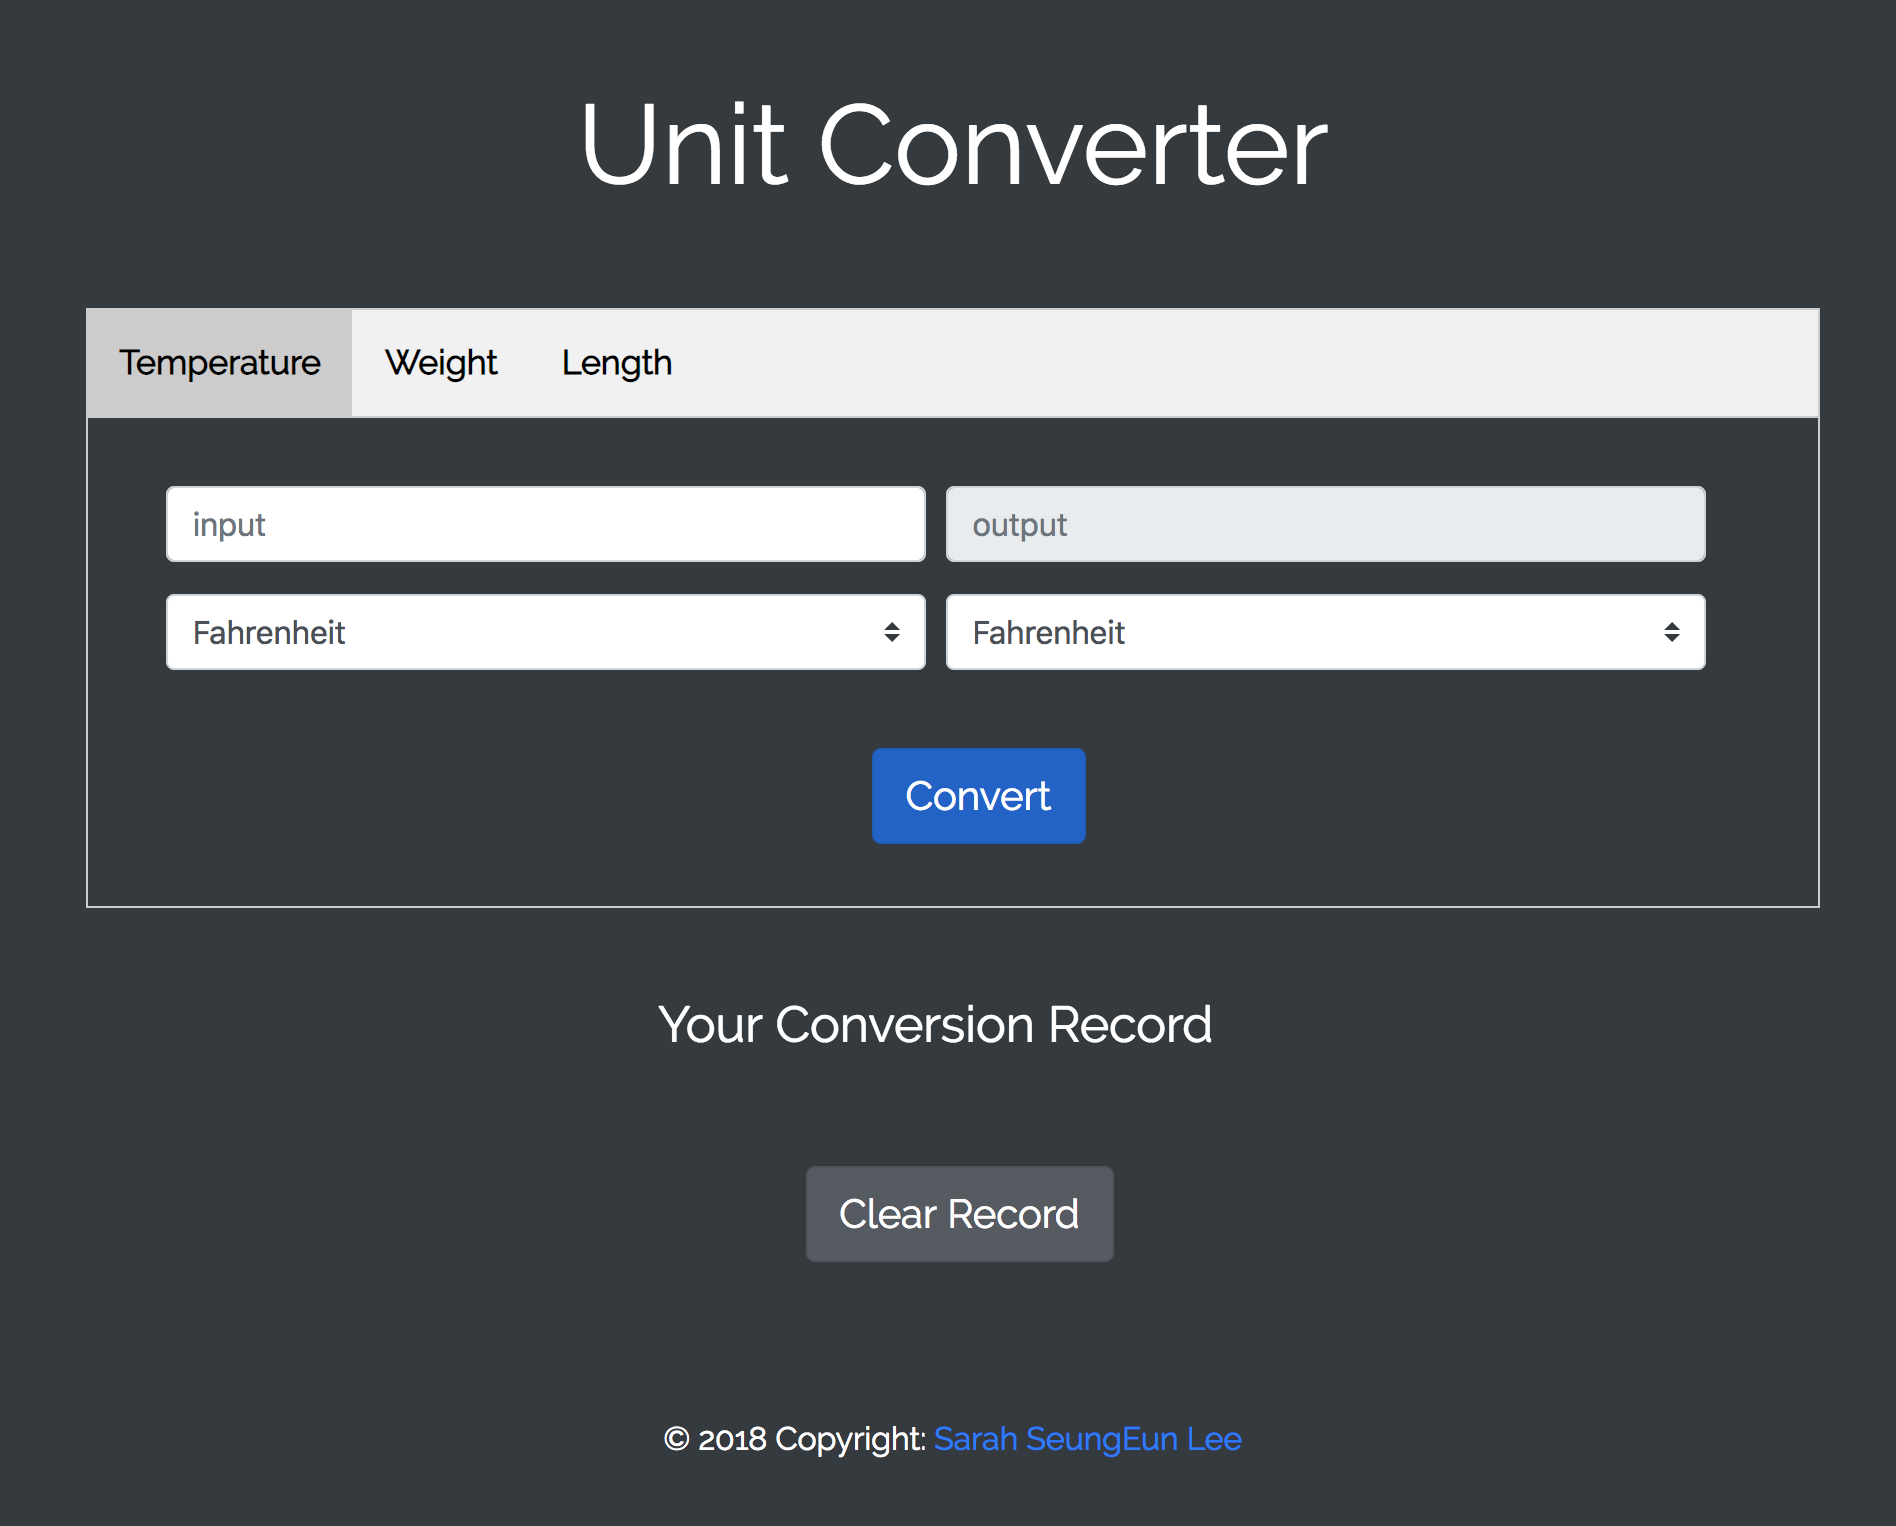 Unit Converter
Temperature Weight Length
input output
Fahrenheit Fahrenheit
Convert
Your Conversion Record
Clear Record
© 2018 Copyright: Sarah SeungEun Lee